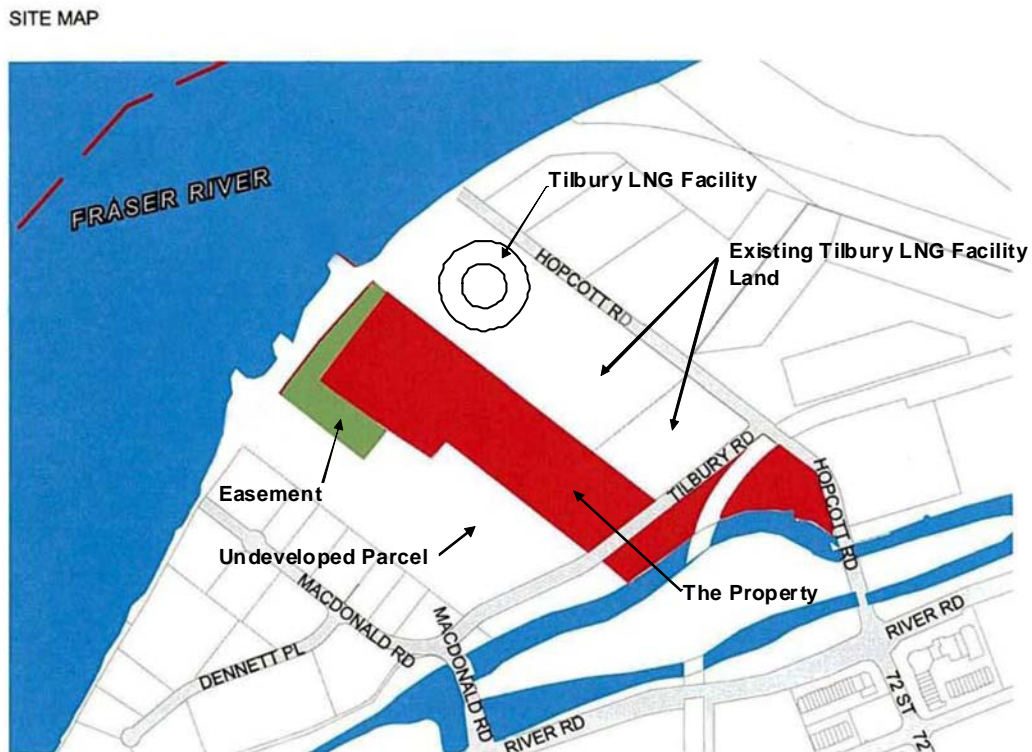 SITE MAP
FRASER RIVER
Tilbury LNG Facility
HOPCOTT RD
Existing Tilbury LNG Facility
Land
TILBURY RD
HOPCOTT RD
Easement
Undeveloped Parcel
The Property
MACDONALD RD
MACDONALD RD
DENNETT PL
RIVER RD
RIVER RD
72 ST
72